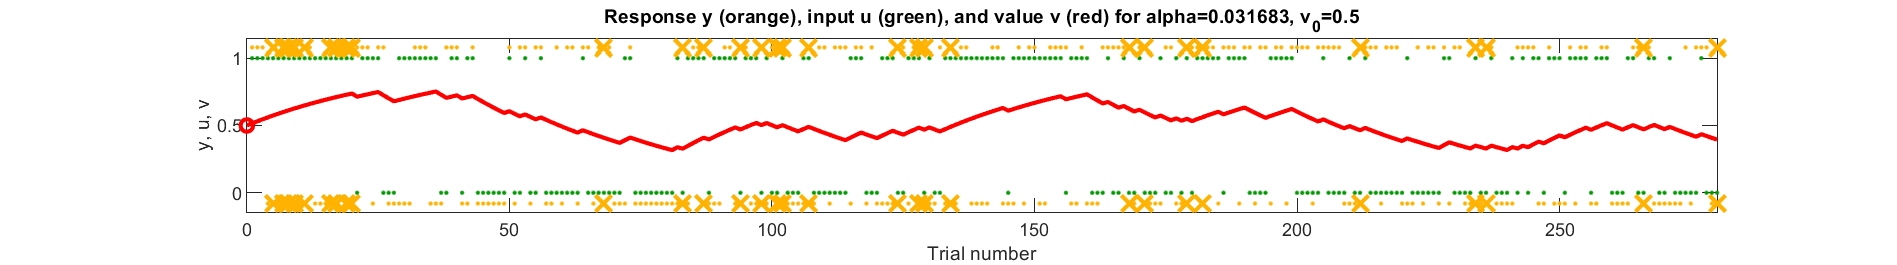 Response y (orange), input u (green), and value v (red) for alpha=0.031683, v0=0.5
y, u, v
1
0.5
0
0 50 100 150 200 250
Trial number